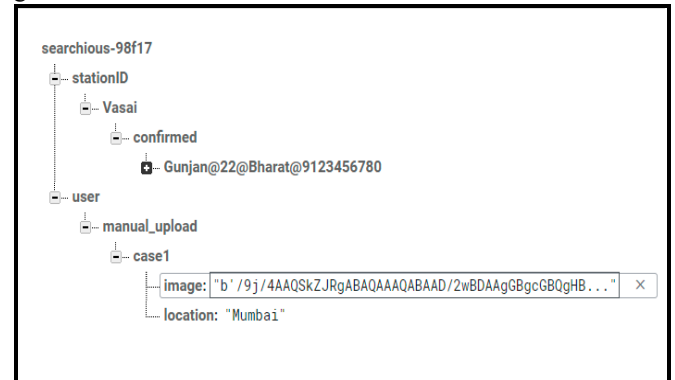 searchious-98f17
stationID
Vasai
confirmed
Gunjan@22@Bharat@9123456780
user
manual_upload
case1
image: "b'/9j/4AAQSkZJRgABAQAAAQABAAD/2wBDAAgGBgcGBQgHB..." ×
location: "Mumbai"